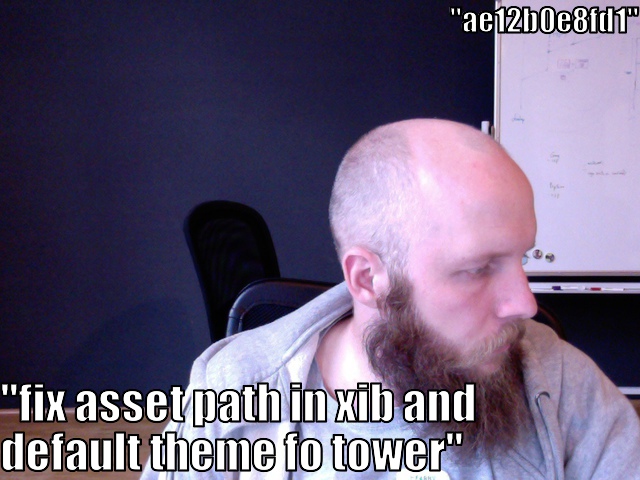 "ae12b0e8fd1"
"fix asset path in xib and
default theme fo tower"